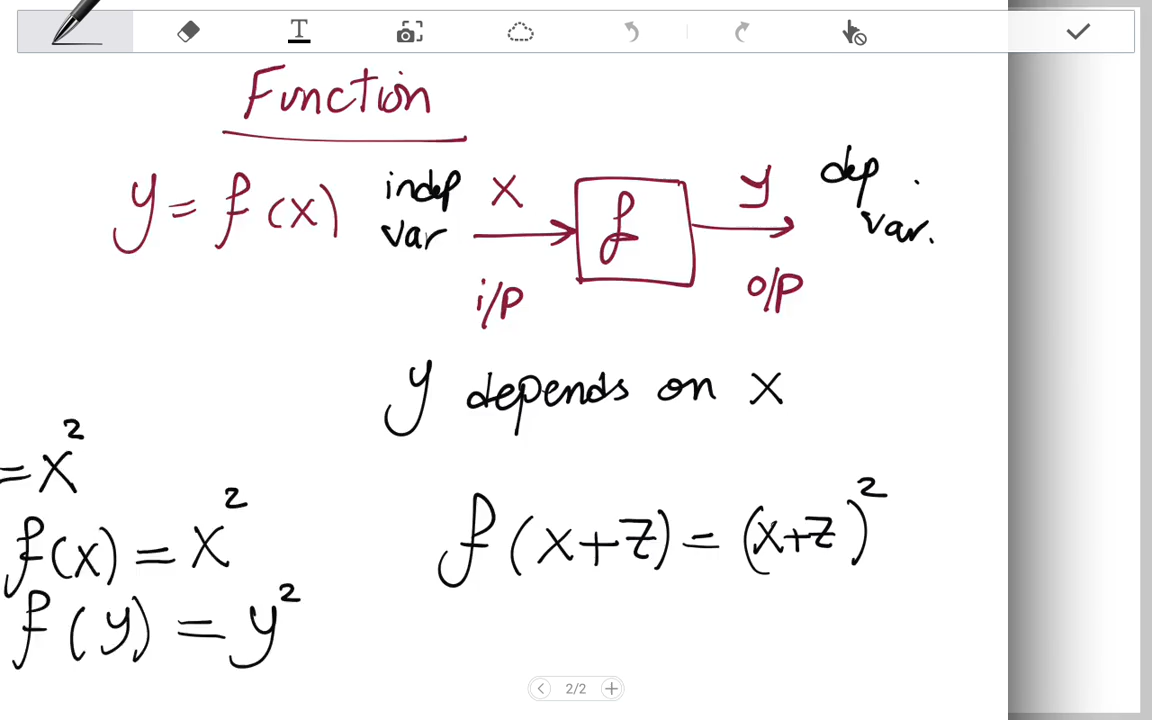 T
Function
y = f(x)
indep var
x
i/p
f
y
o/p
dep. var.
y depends on x
= x²
f(x) = x²
f(y) = y²
f(x+z) = (x+z)²
2/2